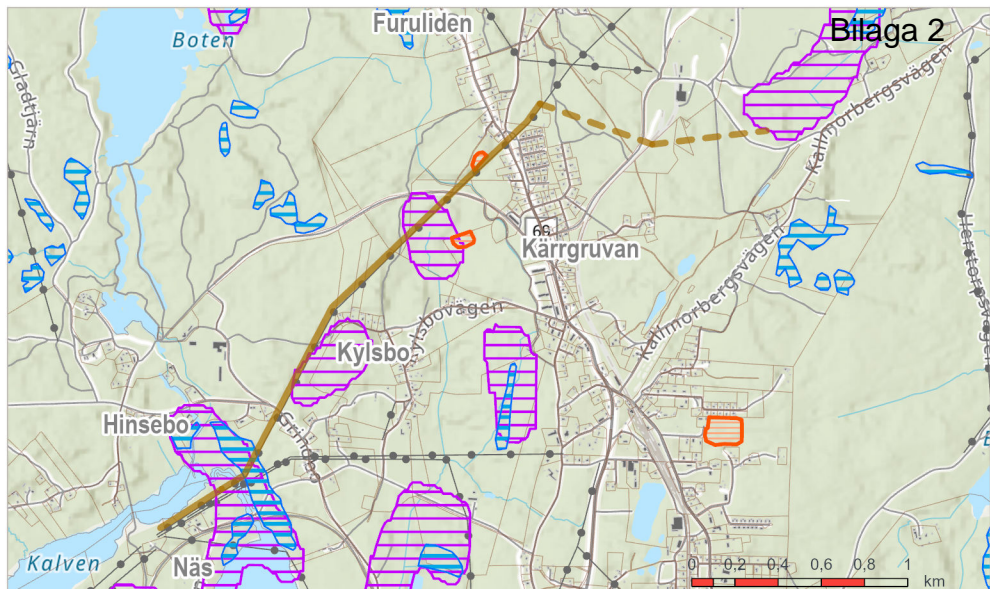 Furuliden
Bilaga 2
Boten
Gladtjärn
Kallmorbergsvägen
69
Kärrgruvan
Kallmorbergsvägen
Kylsbovägen
Kylsbo
Hinsebo
Kalven
Näs
0 0,2 0,4 0,6 0,8 1
km